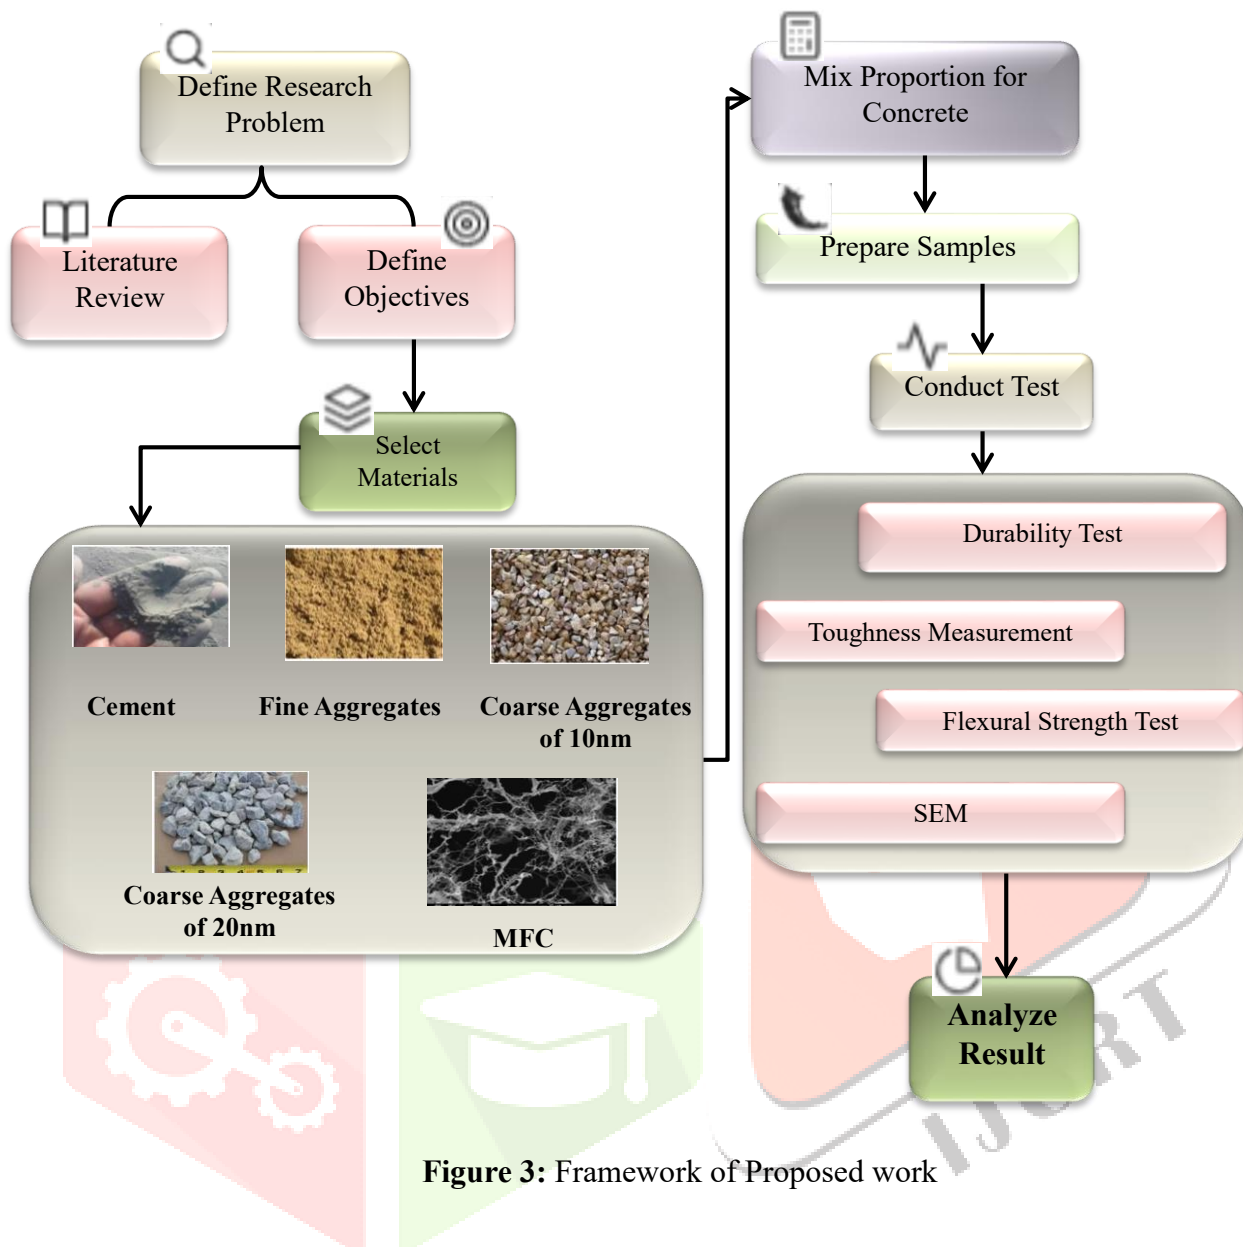 Define Research
Problem
Literature
Review
Define
Objectives
Select
Materials
Cement
Fine Aggregates
Coarse Aggregates
of 10nm
Coarse Aggregates
of 20nm
MFC
Mix Proportion for
Concrete
Prepare Samples
Conduct Test
Durability Test
Toughness Measurement
Flexural Strength Test
SEM
Analyze
Result
IJCRT
Figure 3: Framework of Proposed work